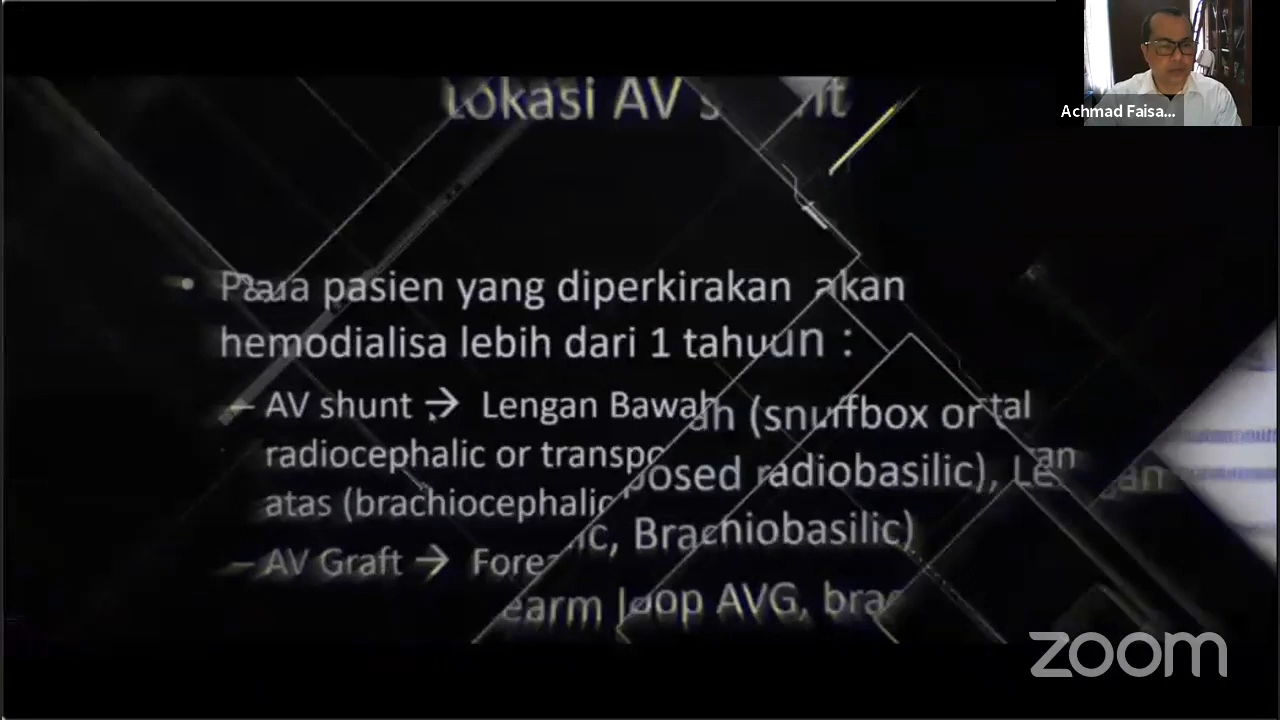 Achmad Faisa...
Lokasi AV
• Pada pasien yang diperkirakan akan
hemodialisa lebih dari 1 tahun :
– AV shunt → Lengan Bawah (snuffbox or
radiocephalic or transposed radiobasilic),
atas (brachiocephalic, Brachiobasilic)
– AV Graft → Forearm loop AVG,
zoom